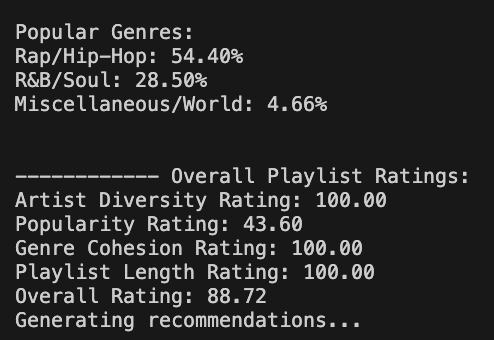 Popular Genres:
Rap/Hip-Hop: 54.40%
R&B/Soul: 28.50%
Miscellaneous/World: 4.66%
------------ Overall Playlist Ratings:
Artist Diversity Rating: 100.00
Popularity Rating: 43.60
Genre Cohesion Rating: 100.00
Playlist Length Rating: 100.00
Overall Rating: 88.72
Generating recommendations...